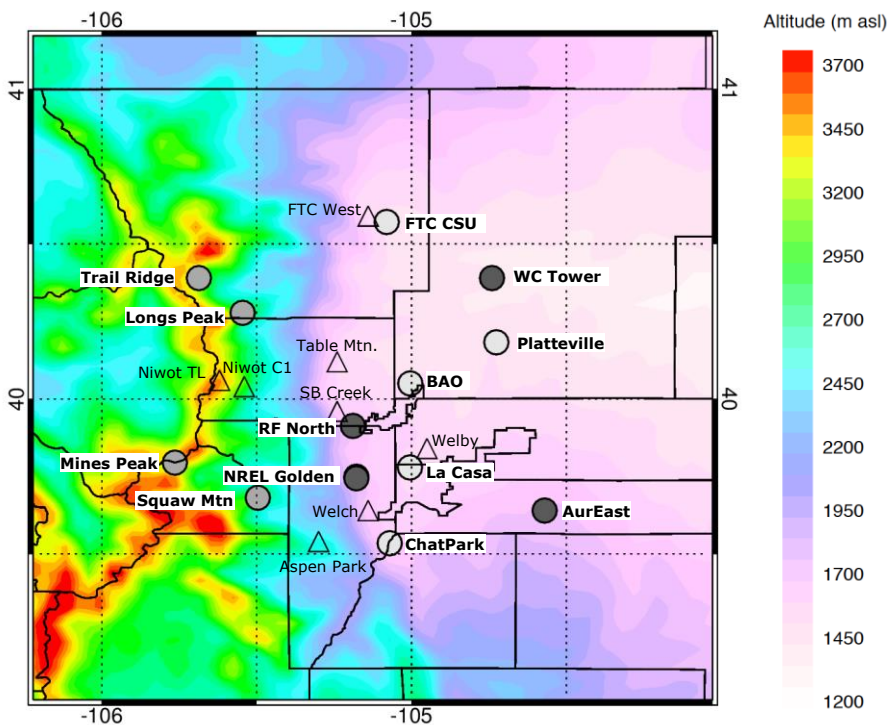 -106
-105
Altitude (m asl)
41
41
3700
3450
3200
2950
2700
2450
2200
1950
1700
1450
1200
FTC West
FTC CSU
Trail Ridge
WC Tower
Longs Peak
Platteville
Table Mtn.
Niwot TL
Niwot C1
BAO
SB Creek
40
40
RF North
Welby
Mines Peak
La Casa
NREL Golden
Squaw Mtn
Welch
AurEast
ChatPark
Aspen Park
-106
-105